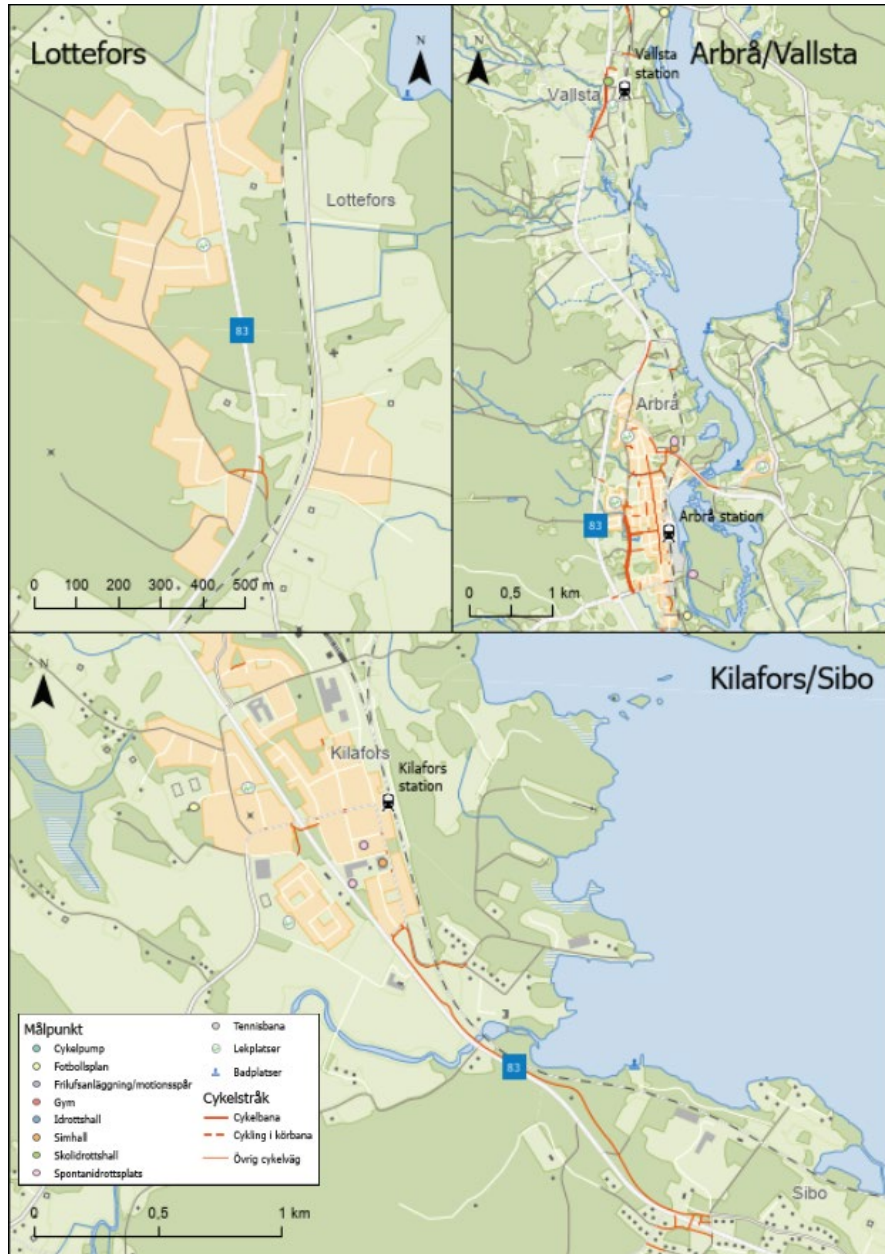 Lottefors
N
Lottefors
83
0 100 200 300 400 500 m
N
Arbrå/Vallsta
Vallsta
station
Vallsta
Arbrå
Arbrå station
83
0 0,5 1 km
N
Kilafors/Sibo
Kilafors
Kilafors
station
83
Sibo
Målpunkt
Cykelpump
Fotbollsplan
Frilufsanläggning/motionsspår
Gym
Idrottshall
Simhall
Skolidrottshall
Spontanidrottsplats
Tennisbana
Lekplatser
Badplatser
Cykelstråk
Cykelbana
Cykling i körbana
Övrig cykelväg
0 0,5 1 km